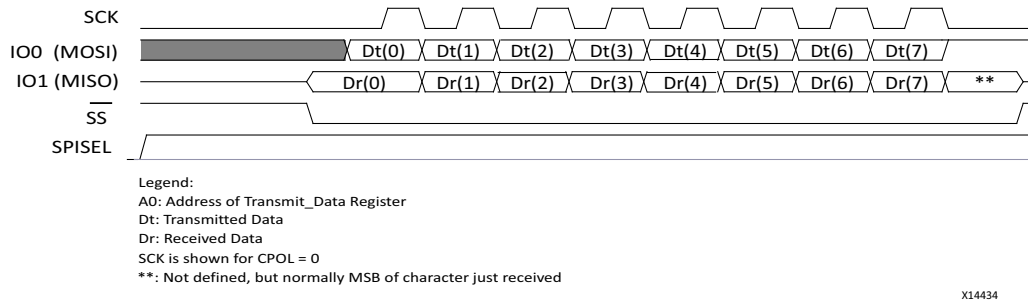 SCK
IO0 (MOSI) Dt(0) Dt(1) Dt(2) Dt(3) Dt(4) Dt(5) Dt(6) Dt(7)
IO1 (MISO) Dr(0) Dr(1) Dr(2) Dr(3) Dr(4) Dr(5) Dr(6) Dr(7) **
SS
SPISEL
Legend:
A0: Address of Transmit_Data Register
Dt: Transmitted Data
Dr: Received Data
SCK is shown for CPOL = 0
**: Not defined, but normally MSB of character just received
X14434